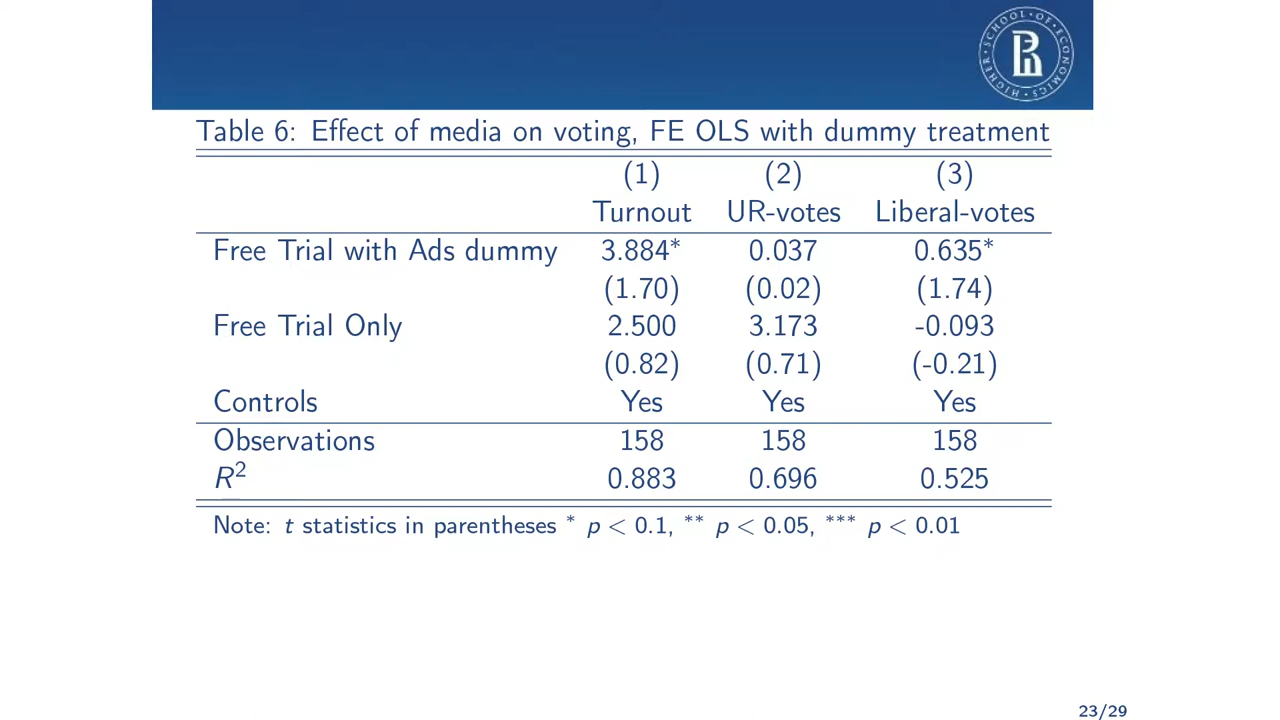 HIGHER · SCHOOL · OF · ECONOMICS ·
Table 6: Effect of media on voting, FE OLS with dummy treatment
(1) (2) (3)
Turnout UR-votes Liberal-votes
Free Trial with Ads dummy 3.884* 0.037 0.635*
(1.70) (0.02) (1.74)
Free Trial Only 2.500 3.173 -0.093
(0.82) (0.71) (-0.21)
Controls Yes Yes Yes
Observations 158 158 158
R² 0.883 0.696 0.525
Note: t statistics in parentheses * p < 0.1, ** p < 0.05, *** p < 0.01
23/29